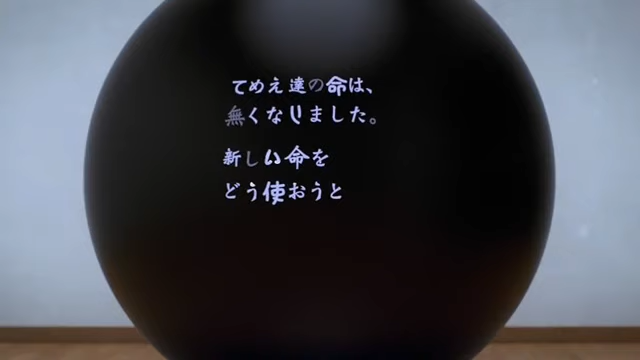 てめえ達の命は、
無くなりました。
新しい命を
どう使おうと